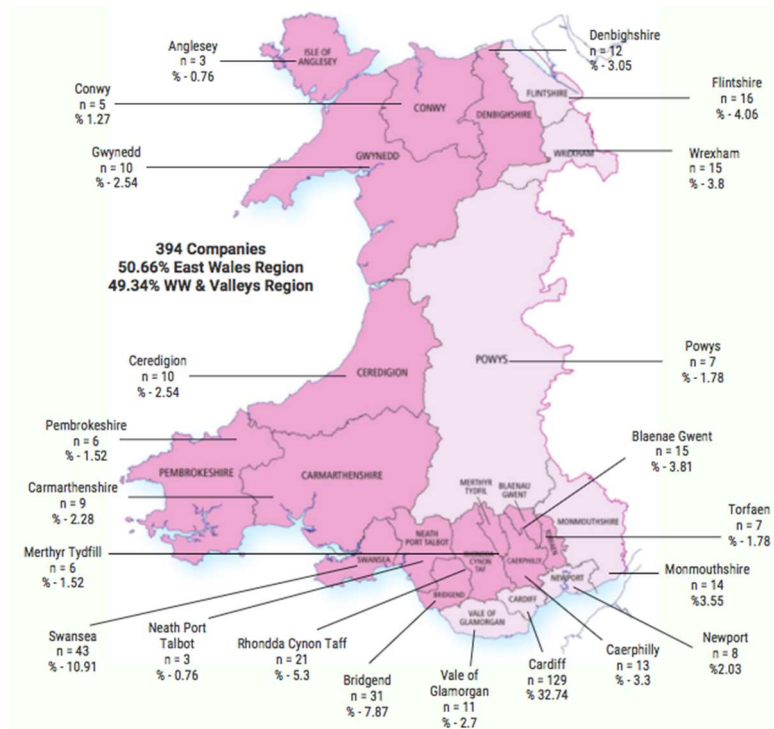 Anglesey
n = 3
% - 0.76
ISLE OF
ANGLESEY
Denbighshire
n = 12
% - 3.05
Conwy
n = 5
% 1.27
CONWY
DENBIGHSHIRE
FLINTSHIRE
Flintshire
n = 16
% - 4.06
Gwynedd
n = 10
% - 2.54
GWYNEDD
WREXHAM
Wrexham
n = 15
% - 3.8
394 Companies
50.66% East Wales Region
49.34% WW & Valleys Region
Ceredigion
n = 10
% - 2.54
CEREDIGION
POWYS
Powys
n = 7
% - 1.78
Pembrokeshire
n = 6
% - 1.52
PEMBROKESHIRE
CARMARTHENSHIRE
Carmarthenshire
n = 9
% - 2.28
Blaenae Gwent
n = 15
% - 3.81
MERTHYR
TYDFIL
BLAENAU
GWENT
MONMOUTHSHIRE
Torfaen
n = 7
% - 1.78
Merthyr Tydfill
n = 6
% - 1.52
NEATH
PORT TALBOT
SWANSEA
RHONDDA
CYNON
TAF
CAERPHILLY
NEWPORT
BRIDGEND
CARDIFF
VALE OF
GLAMORGAN
Monmouthshire
n = 14
%3.55
Swansea
n = 43
% - 10.91
Neath Port
Talbot
n = 3
% - 0.76
Rhondda Cynon Taff
n = 21
% - 5.3
Bridgend
n = 31
% - 7.87
Vale of
Glamorgan
n = 11
% - 2.7
Cardiff
n = 129
% 32.74
Caerphilly
n = 13
% - 3.3
Newport
n = 8
%2.03